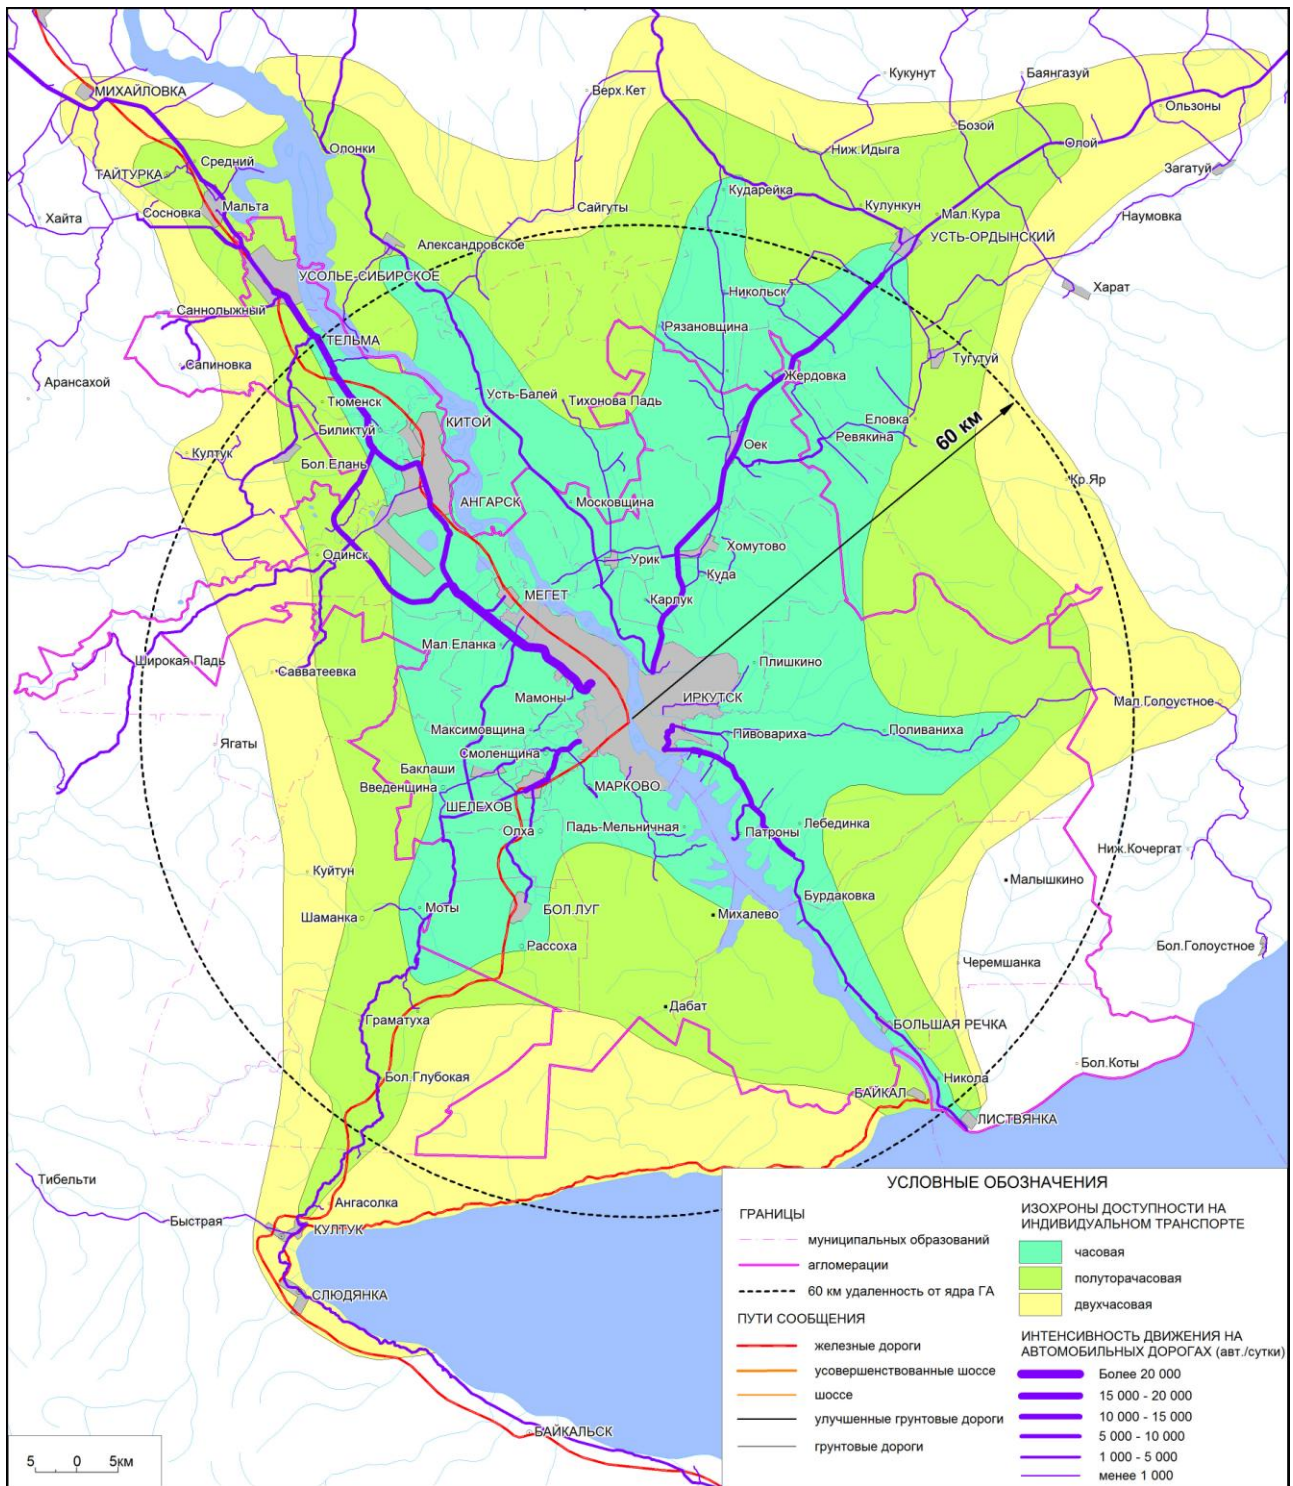 МИХАЙЛОВКА
Кукунут
Баянгазуй
Верх.Кет
Ользоны
Бозой
Олонки
Олой
Средний
Ниж.Идыга
ТАЙТУРКА
Загатуй
Кударейка
Хайта
Сосновка
Мальта
Сайгуты
Кулункун
Мал.Кура
Наумовка
УСТЬ-ОРДЫНСКИЙ
Александровское
УСОЛЬЕ-СИБИРСКОЕ
Никольск
Харат
Саннолыжный
Рязановщина
ТЕЛЬМА
Сапиновка
Тугутуй
Арансахой
Жердовка
Усть-Балей
Тюменск
Тихонова Падь
КИТОЙ
Еловка
60 км
Биликтуй
Ревякина
Оек
Култук
Бол.Елань
Кр.Яр
АНГАРСК
Московщина
Хомутово
Одинск
Урик
Куда
МЕГЕТ
Карлук
Мал.Еланка
Широкая Падь
Плишкино
Савватеевка
Мамоны
ИРКУТСК
Мал.Голоустное
Максимовщина
Поливаниха
Пивовариха
Ягаты
Смоленщина
Баклаши
Введенщина
МАРКОВО
ШЕЛЕХОВ
Олха
Падь-Мельничная
Лебединка
Патроны
Ниж.Кочергат
Куйтун
Малышкино
Бурдаковка
Моты
БОЛ.ЛУГ
Шаманка
Михалево
Рассоха
Бол.Голоустное
Черемшанка
Дабат
Граматуха
БОЛЬШАЯ РЕЧКА
Бол.Коты
Бол.Глубокая
Никола
БАЙКАЛ
ЛИСТВЯНКА
Тибельти
Ангасолка
Быстрая
КУЛТУК
СЛЮДЯНКА
БАЙКАЛЬСК
5 0 5км
УСЛОВНЫЕ ОБОЗНАЧЕНИЯ
ГРАНИЦЫ
муниципальных образований
агломерации
60 км удаленность от ядра ГА
ПУТИ СООБЩЕНИЯ
железные дороги
усовершенствованные шоссе
шоссе
улучшенные грунтовые дороги
грунтовые дороги
ИЗОХРОНЫ ДОСТУПНОСТИ НА
ИНДИВИДУАЛЬНОМ ТРАНСПОРТЕ
часовая
полуторачасовая
двухчасовая
ИНТЕНСИВНОСТЬ ДВИЖЕНИЯ НА
АВТОМОБИЛЬНЫХ ДОРОГАХ (авт./сутки)
Более 20 000
15 000 - 20 000
10 000 - 15 000
5 000 - 10 000
1 000 - 5 000
менее 1 000